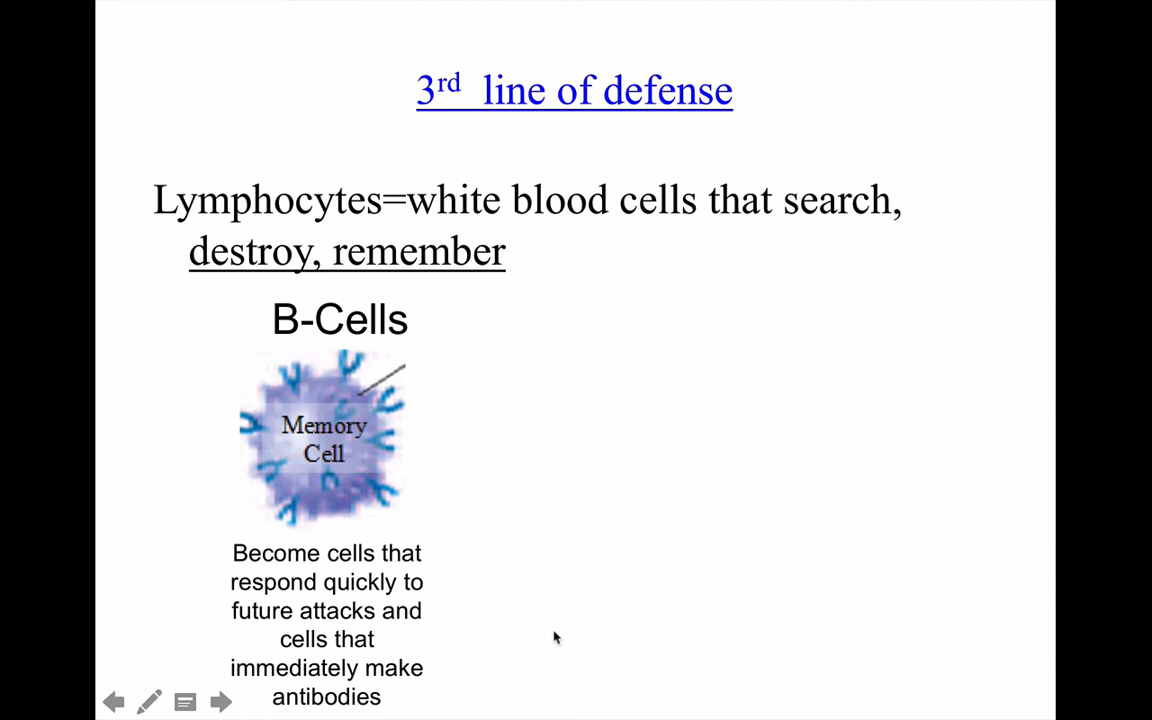 3rd line of defense
Lymphocytes=white blood cells that search,
destroy, remember
B-Cells
Memory
Cell
Become cells that
respond quickly to
future attacks and
cells that
immediately make
antibodies